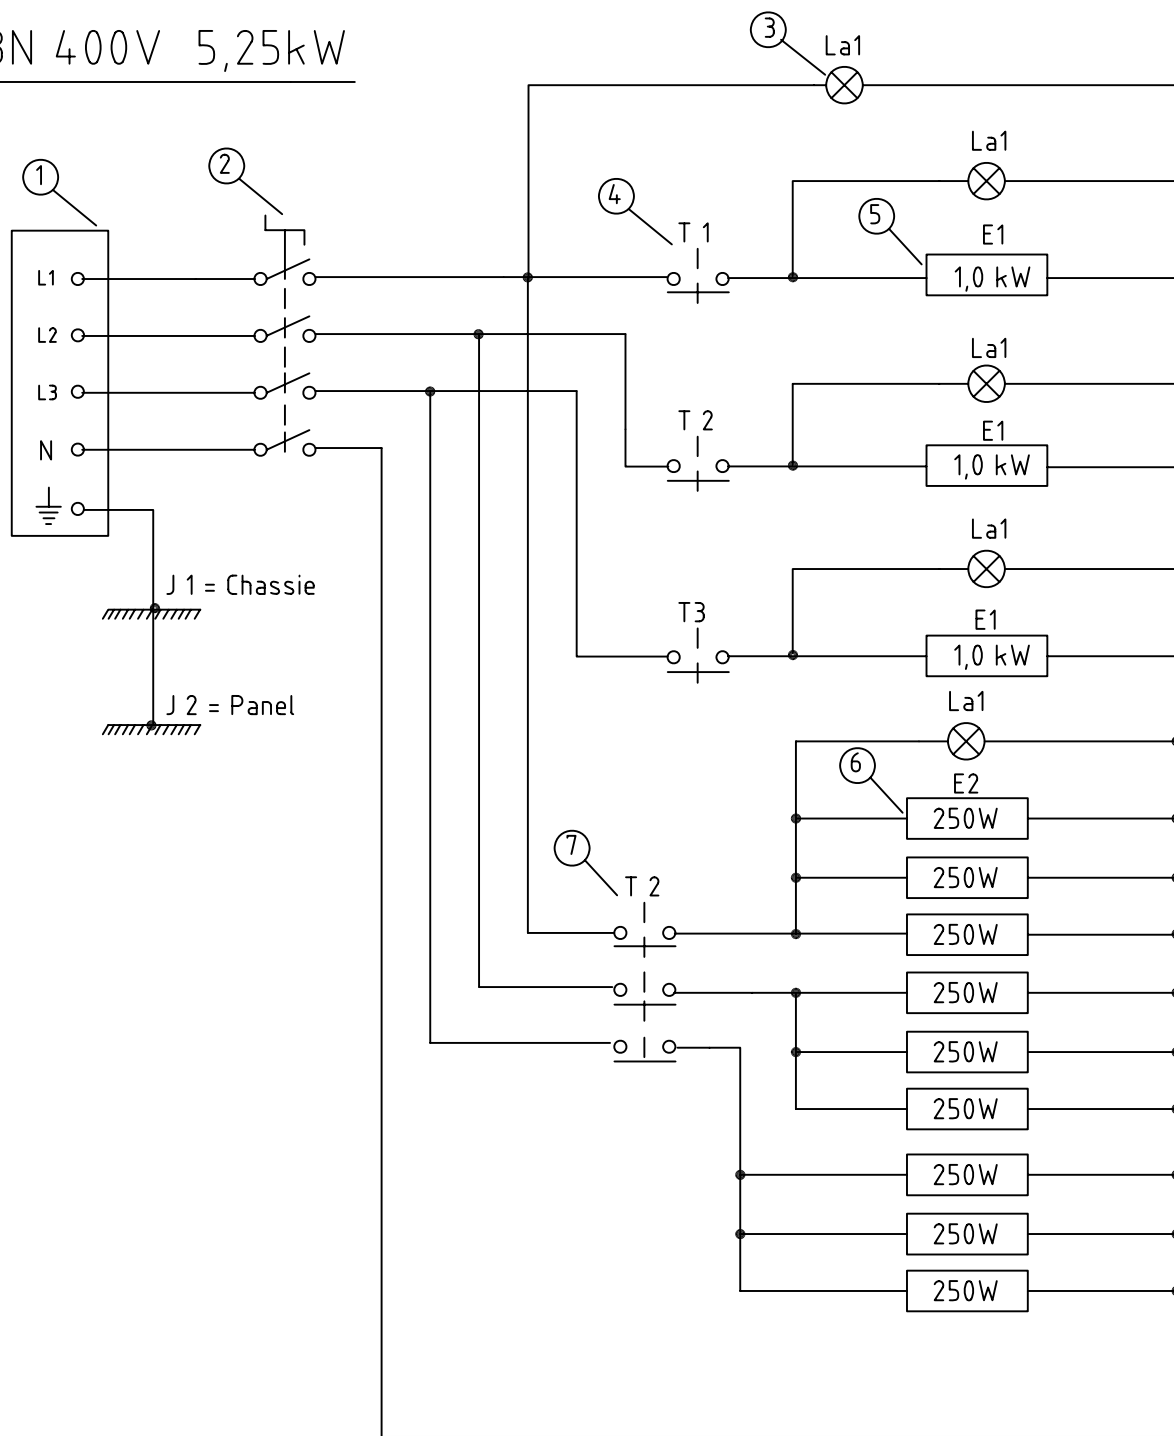 3N 400V 5,25kW
3
La1
La1
1
2
4
5
T 1
E1
L1
1,0 kW
L2
La1
L3
T 2
E1
N
1,0 kW
La1
J 1 = Chassie
T3
E1
1,0 kW
J 2 = Panel
La1
6
E2
250W
7
250W
T 2
250W
250W
250W
250W
250W
250W
250W